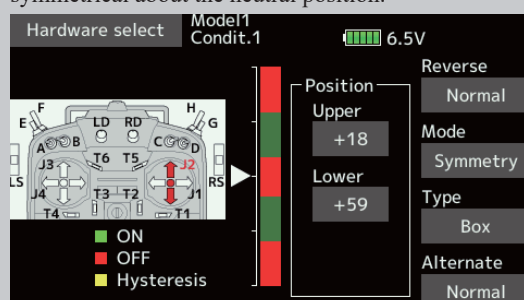 symmetrical about the neutral position.
Hardware select
Model1
Condit.1
6.5V
Reverse
Normal
Position
Upper
+18
Lower
+59
Mode
Symmetry
Type
Box
Alternate
Normal
F
H
E
LD
RD
G
A
B
C
D
J3
T6
T5
J2
LS
RS
J4
T3
T2
J1
T4
T1
ON
OFF
Hysteresis